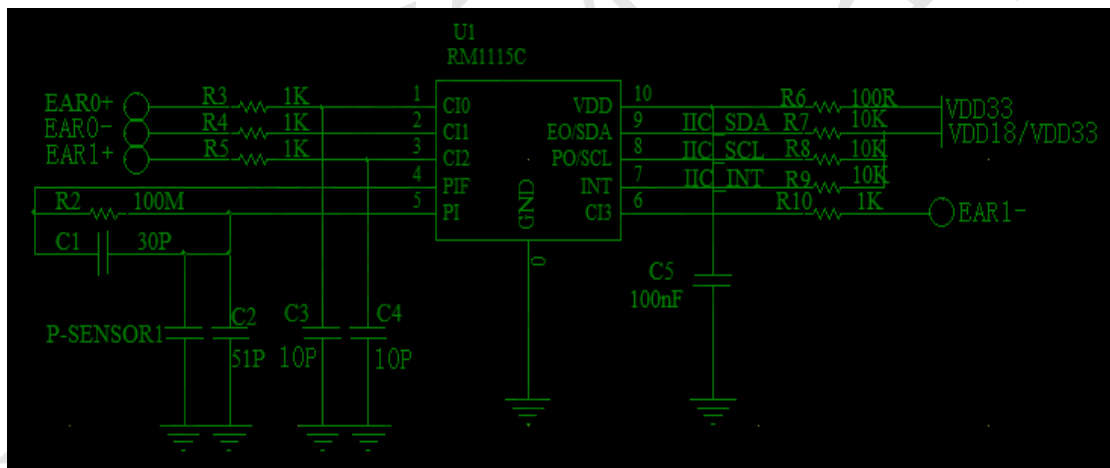 U1
RM1115C
EAR0+ R3 1K 1 CI0 VDD 10 R6 100R VDD33
EAR0- R4 1K 2 CI1 EO/SDA 9 IIC_SDA R7 10K VDD18/VDD33
EAR1+ R5 1K 3 CI2 PO/SCL 8 IIC_SCL R8 10K
4 PIF INT 7 IIC_INT R9 10K
R2 100M 5 PI GND CI3 6 R10 1K EAR1-
C1 30P 0
C5
100nF
P-SENSOR1 C2 C3 C4
51P 10P 10P